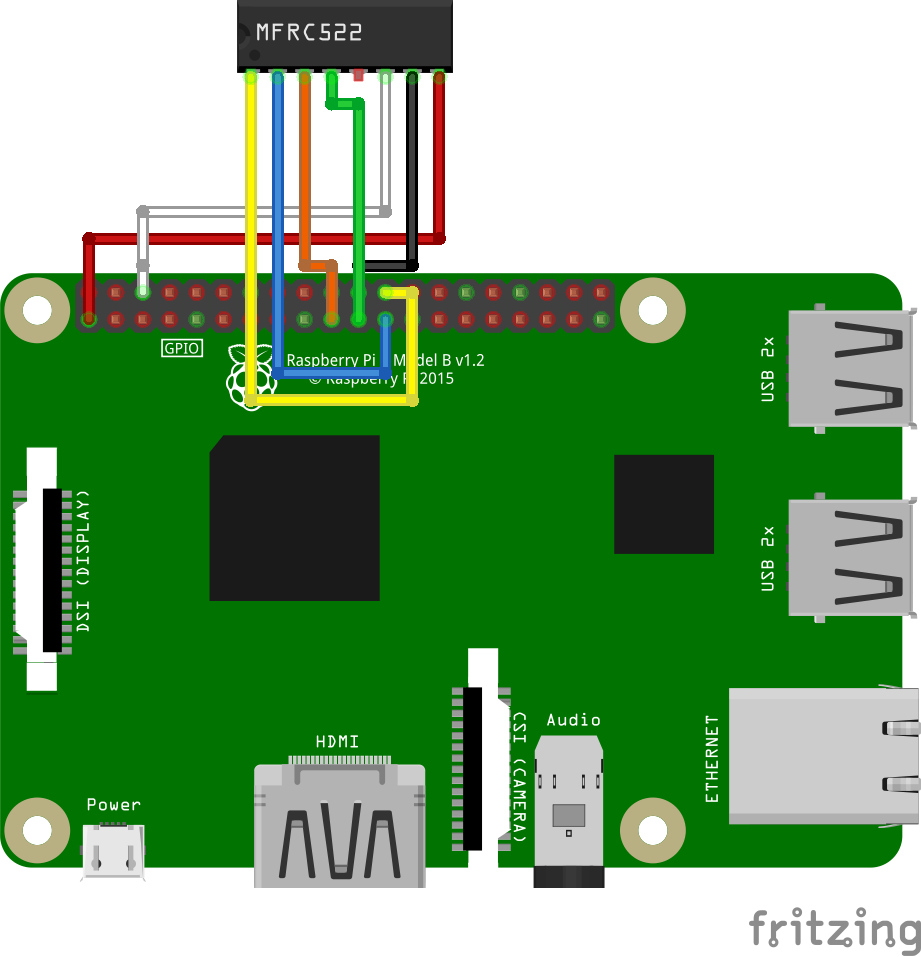 MFRC522
GPIO
Raspberry Pi Model B v1.2
© Raspberry Pi 2015
USB 2x
USB 2x
DSI (DISPLAY)
HDMI
CSI (CAMERA)
Audio
ETHERNET
Power
fritzing